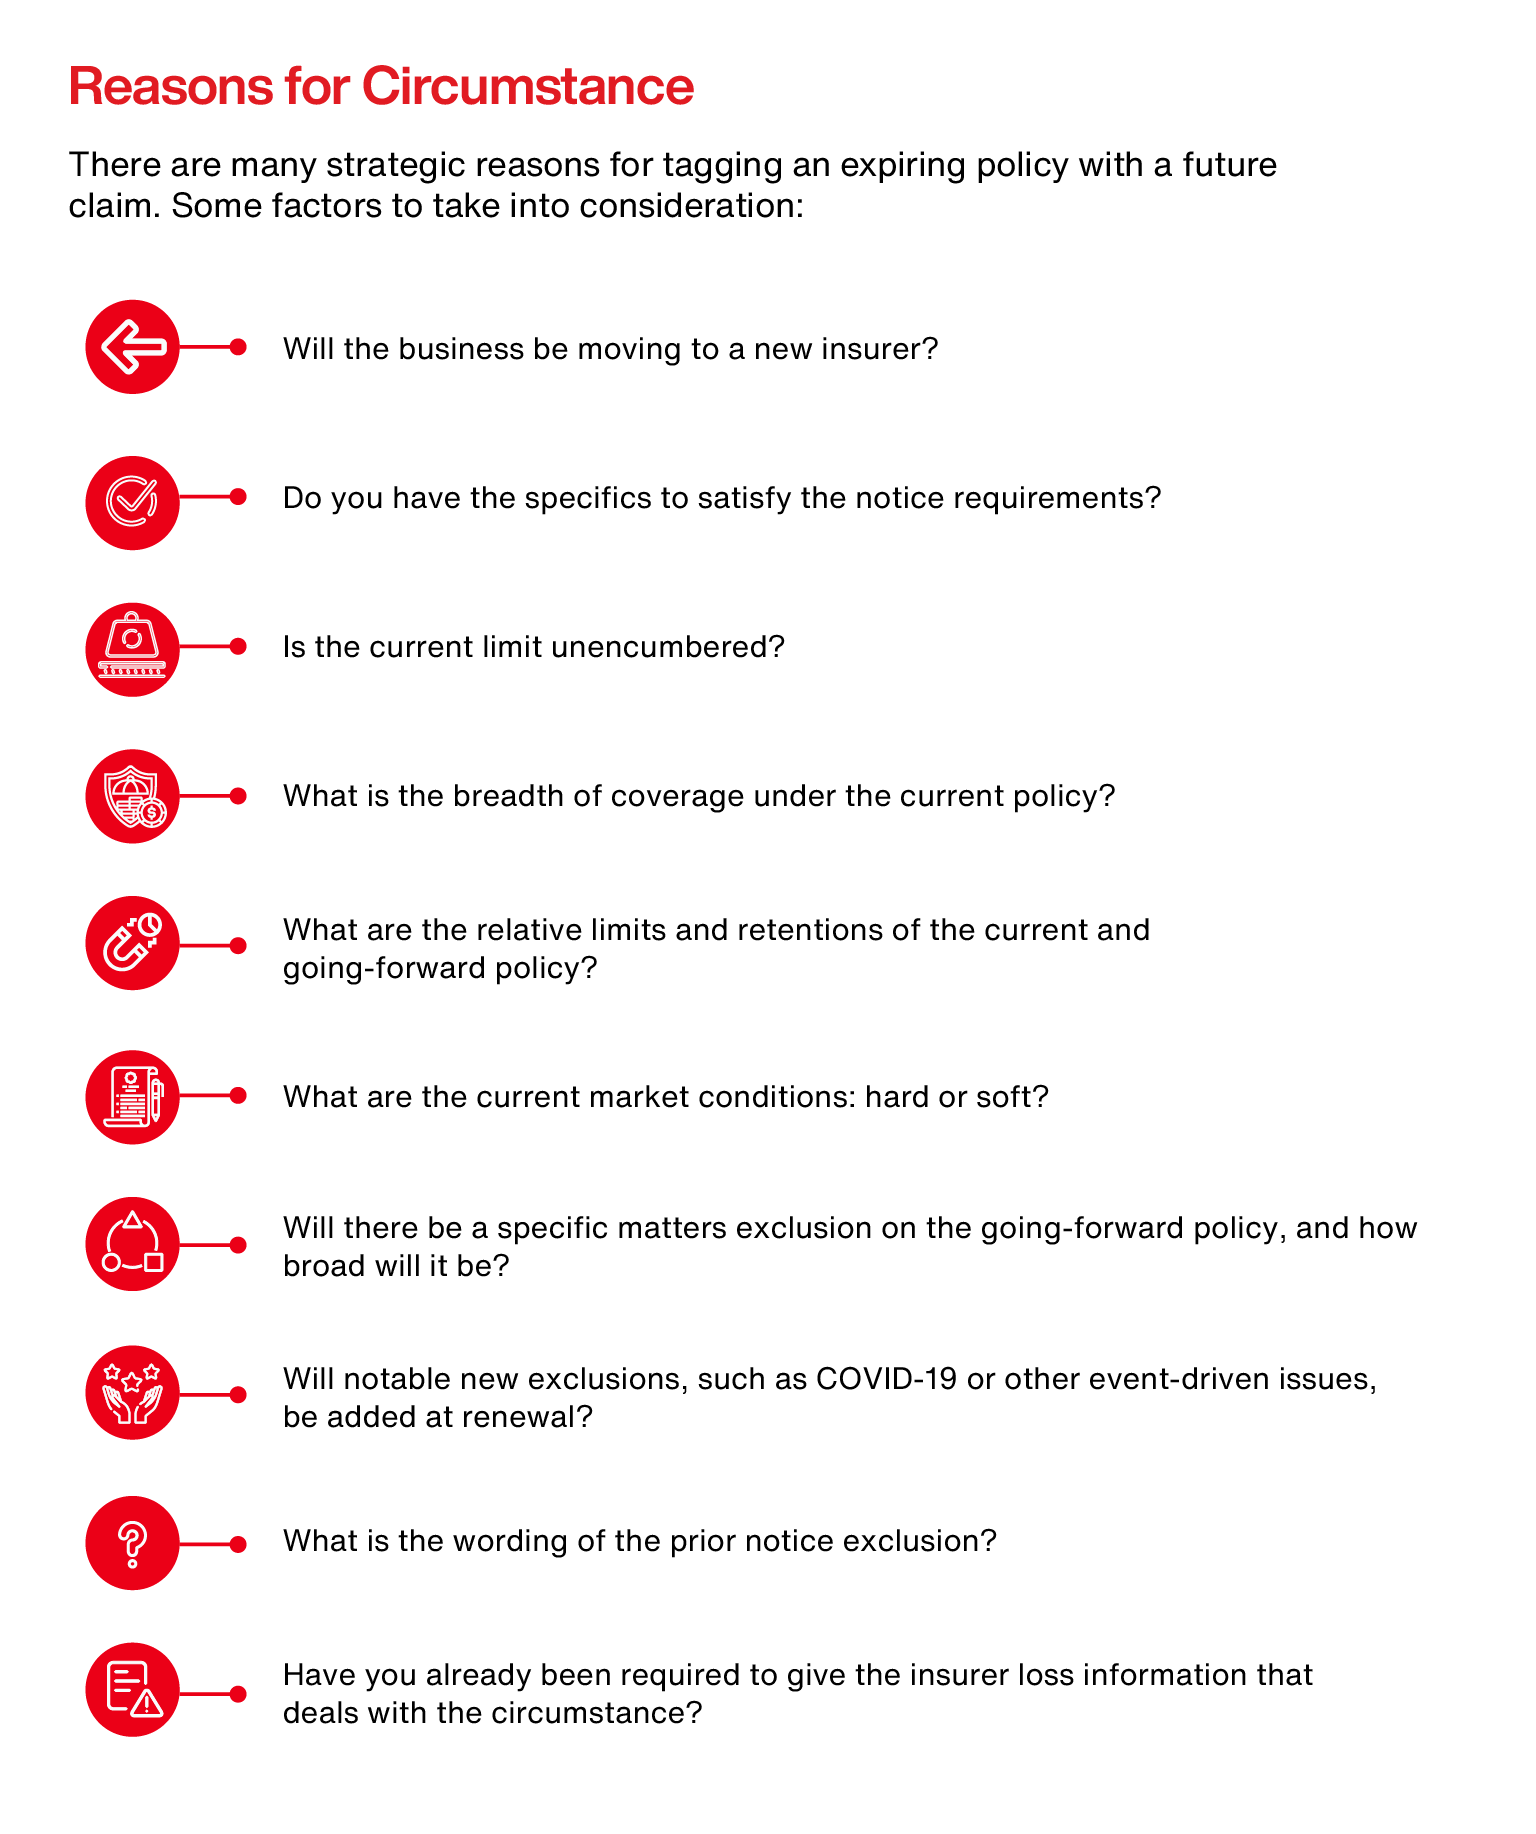 Reasons for Circumstance
There are many strategic reasons for tagging an expiring policy with a future
claim. Some factors to take into consideration:
Will the business be moving to a new insurer?
Do you have the specifics to satisfy the notice requirements?
Is the current limit unencumbered?
What is the breadth of coverage under the current policy?
$
What are the relative limits and retentions of the current and
going-forward policy?
What are the current market conditions: hard or soft?
Will there be a specific matters exclusion on the going-forward policy, and how
broad will it be?
Will notable new exclusions, such as COVID-19 or other event-driven issues,
be added at renewal?
?
What is the wording of the prior notice exclusion?
Have you already been required to give the insurer loss information that
deals with the circumstance?